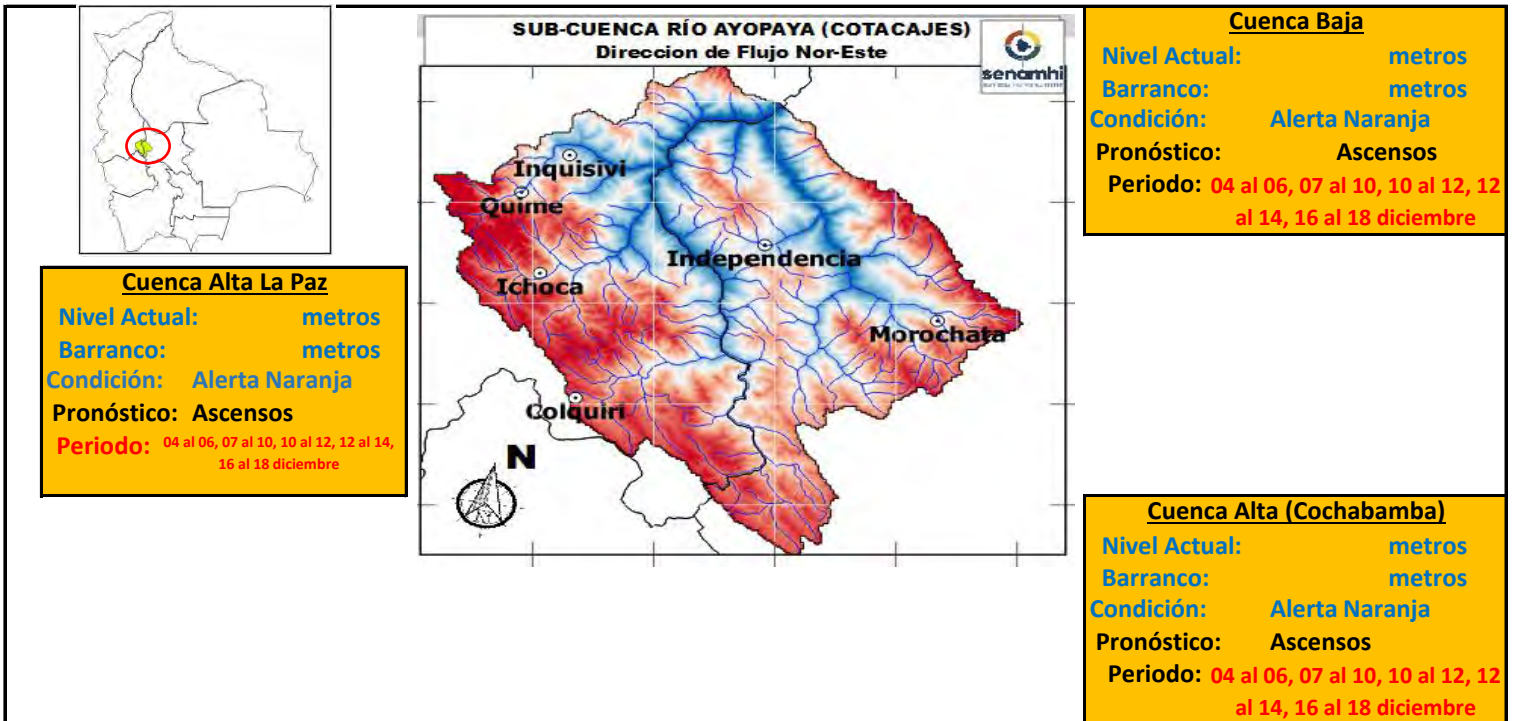 SUB-CUENCA RÍO AYOPAYA (COTACAJES)
Direccion de Flujo Nor-Este
senamhi
Inquisivi
Quime
Independencia
Ichoca
Morochata
Colquiri
N
Cuenca Alta La Paz
Nivel Actual: metros
Barranco: metros
Condición: Alerta Naranja
Pronóstico: Ascensos
Periodo: 04 al 06, 07 al 10, 10 al 12, 12 al 14,
16 al 18 diciembre
Cuenca Baja
Nivel Actual: metros
Barranco: metros
Condición: Alerta Naranja
Pronóstico: Ascensos
Periodo: 04 al 06, 07 al 10, 10 al 12, 12
al 14, 16 al 18 diciembre
Cuenca Alta (Cochabamba)
Nivel Actual: metros
Barranco: metros
Condición: Alerta Naranja
Pronóstico: Ascensos
Periodo: 04 al 06, 07 al 10, 10 al 12, 12
al 14, 16 al 18 diciembre